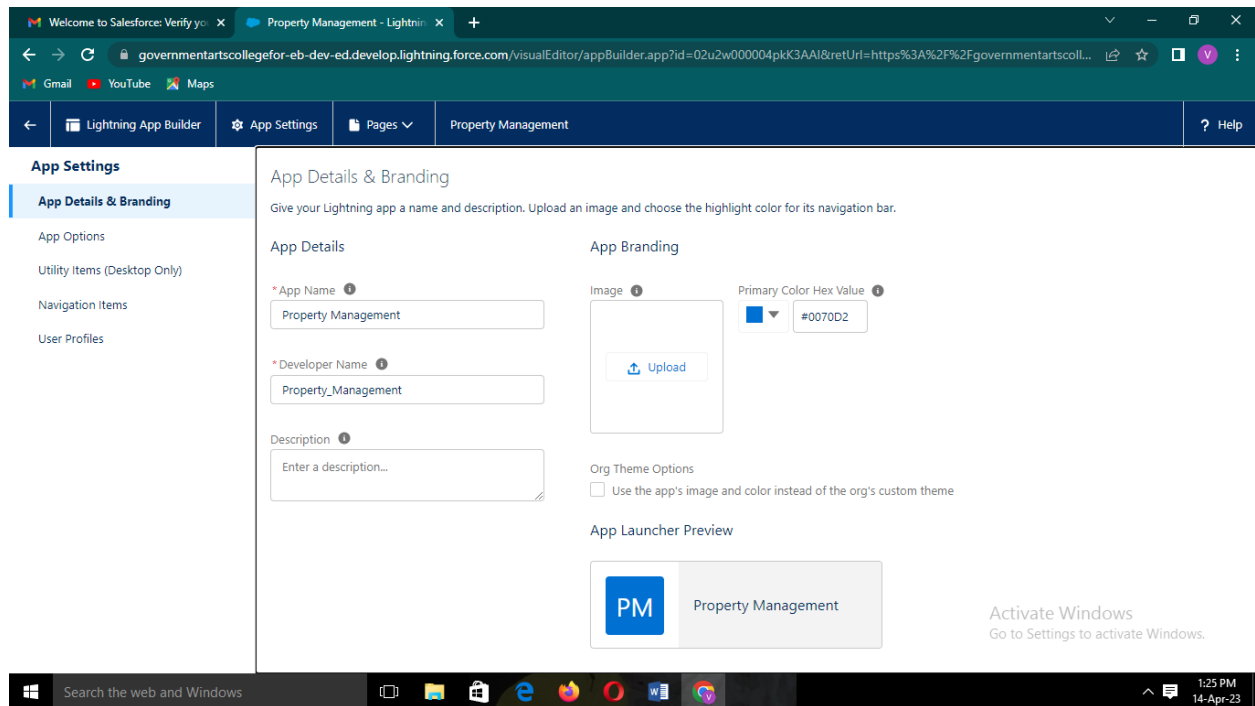 Welcome to Salesforce: Verify yo
Property Management - Lightnin
governmentartscollegefor-eb-dev-ed.develop.lightning.force.com/visualEditor/appBuilder.app?id=02u2w000004pkK3AAI&retUrl=https%3A%2F%2Fgovernmentartscoll...
V
Gmail YouTube Maps
Lightning App Builder App Settings Pages Property Management ? Help
App Settings
App Details & Branding
App Options
Utility Items (Desktop Only)
Navigation Items
User Profiles
App Details & Branding
Give your Lightning app a name and description. Upload an image and choose the highlight color for its navigation bar.
App Details
*App Name
Property Management
*Developer Name
Property_Management
Description
Enter a description...
App Branding
Image
Upload
Primary Color Hex Value
#0070D2
Org Theme Options
Use the app's image and color instead of the org's custom theme
App Launcher Preview
PM Property Management
Activate Windows
Go to Settings to activate Windows.
Search the web and Windows
1:25 PM
14-Apr-23